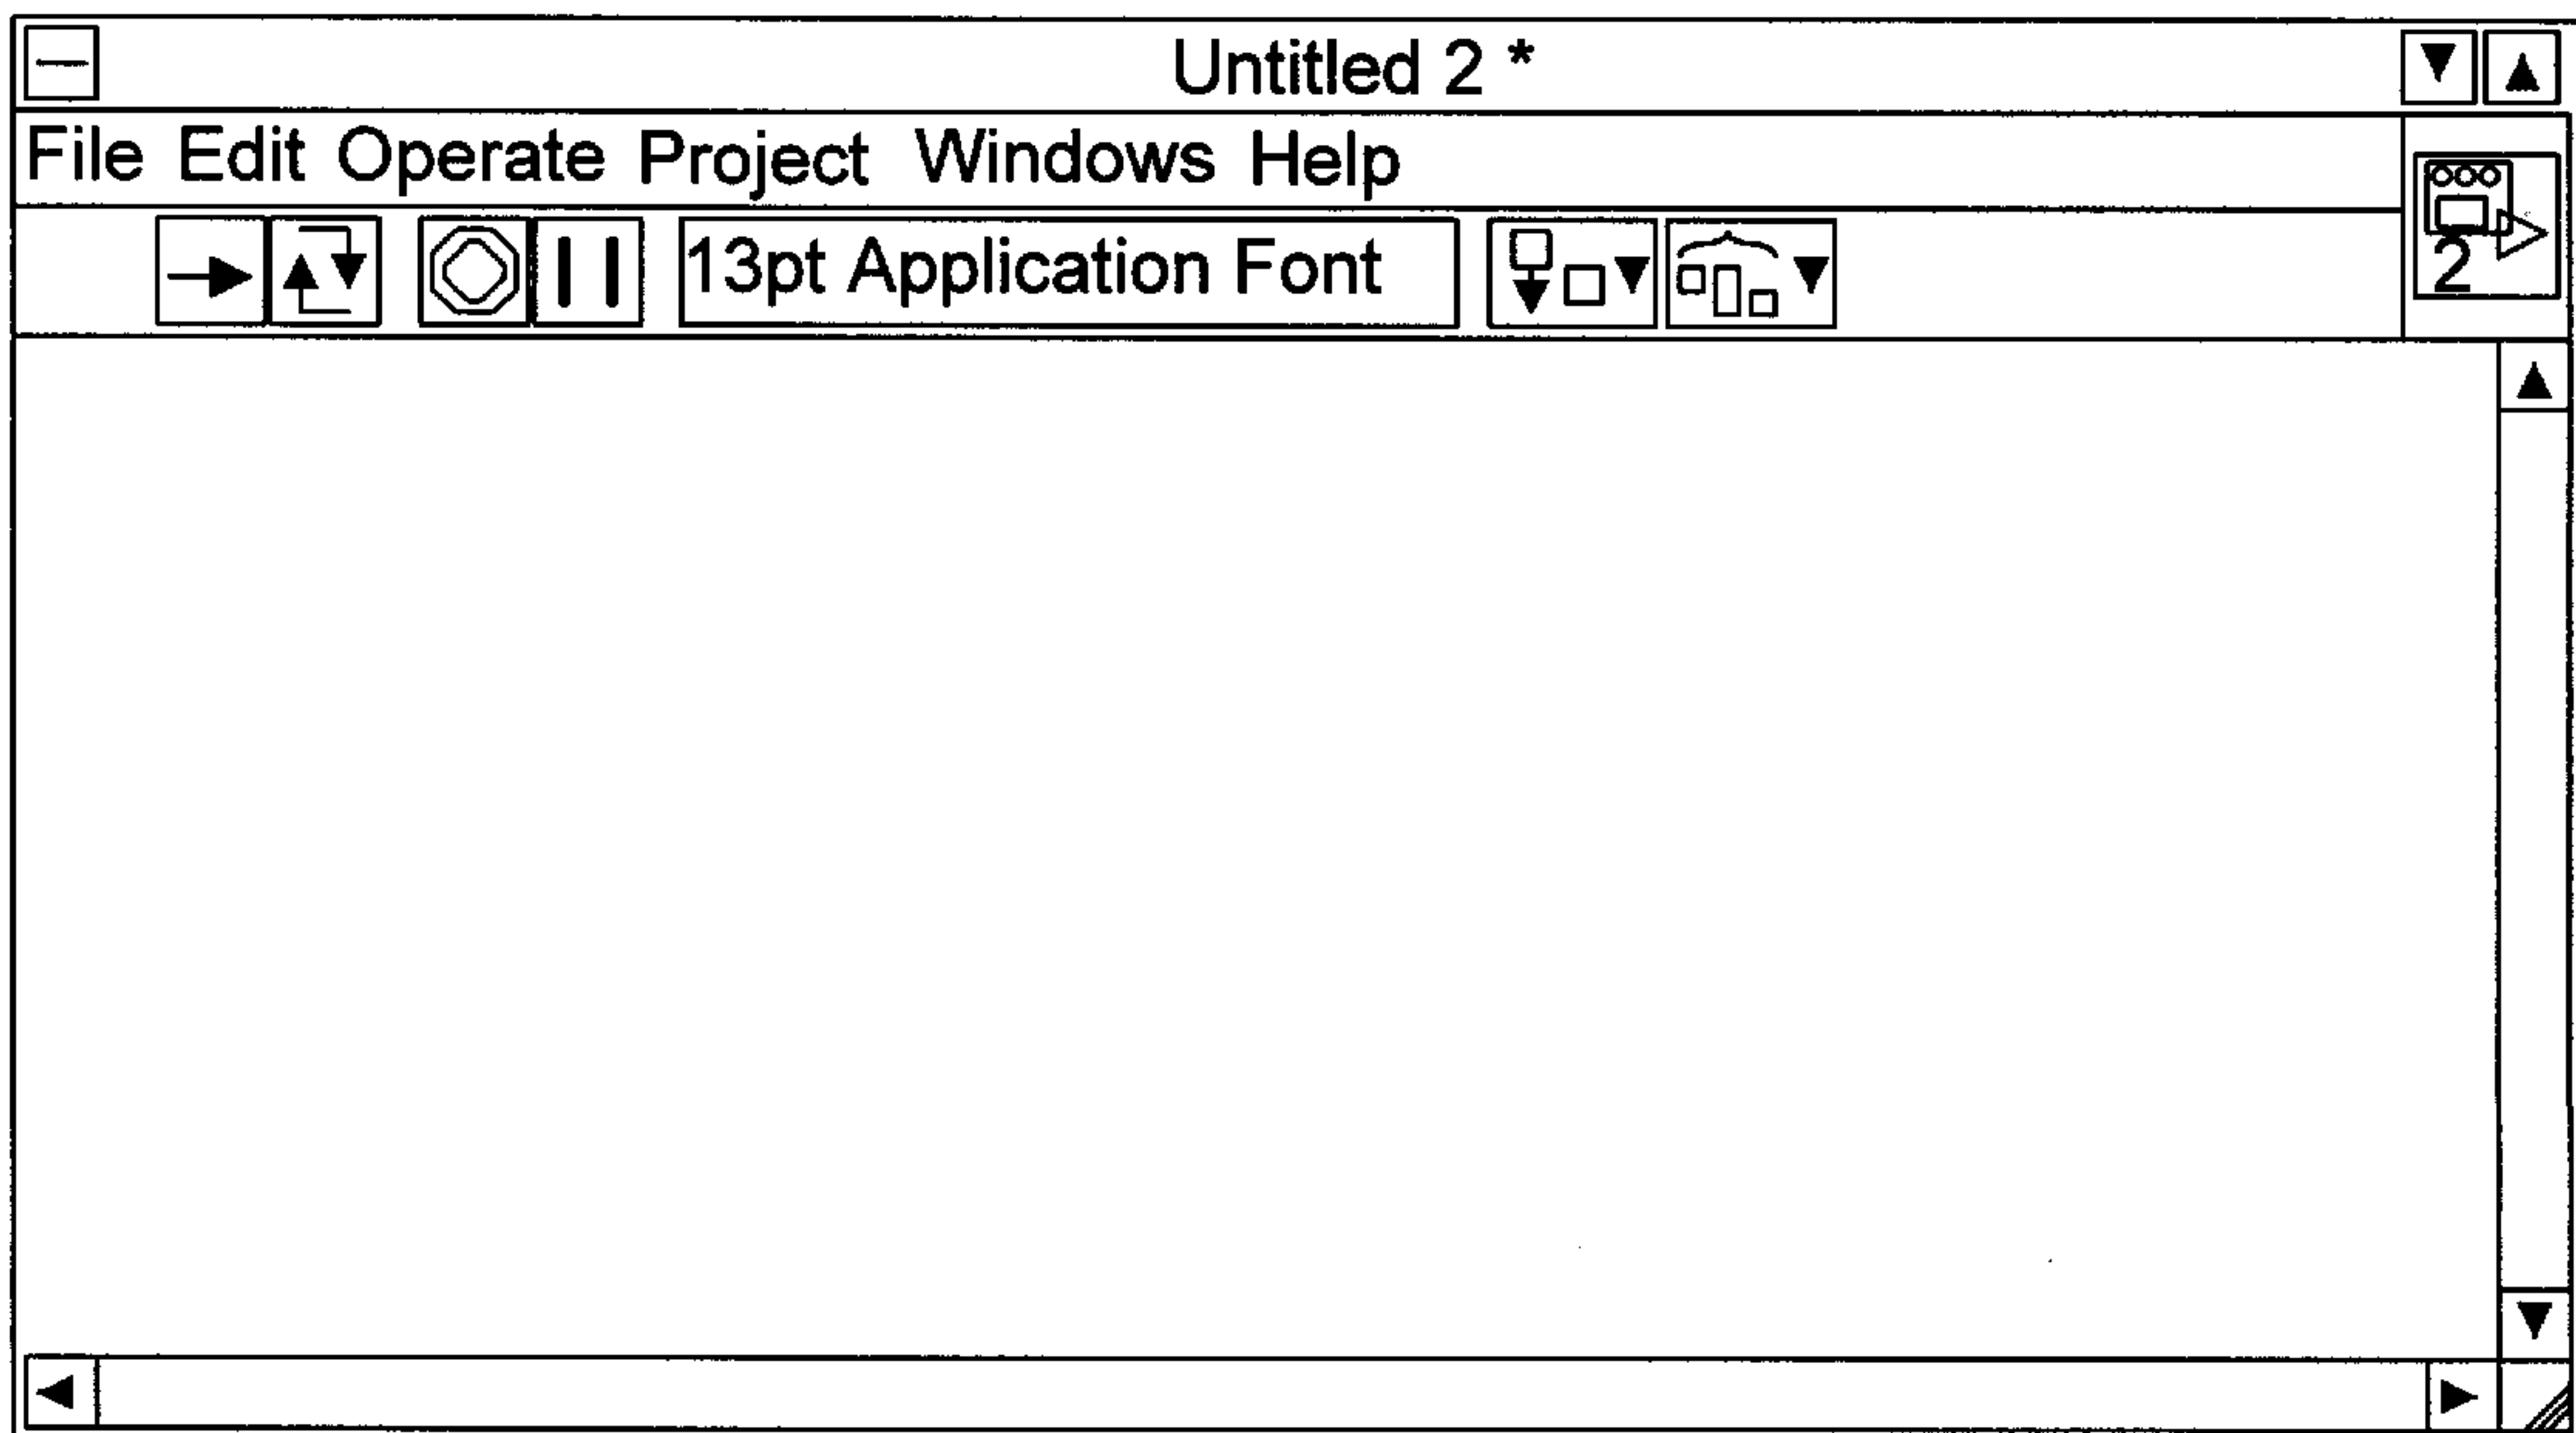 Untitled 2 *
File Edit Operate Project Windows Help
13pt Application Font
2